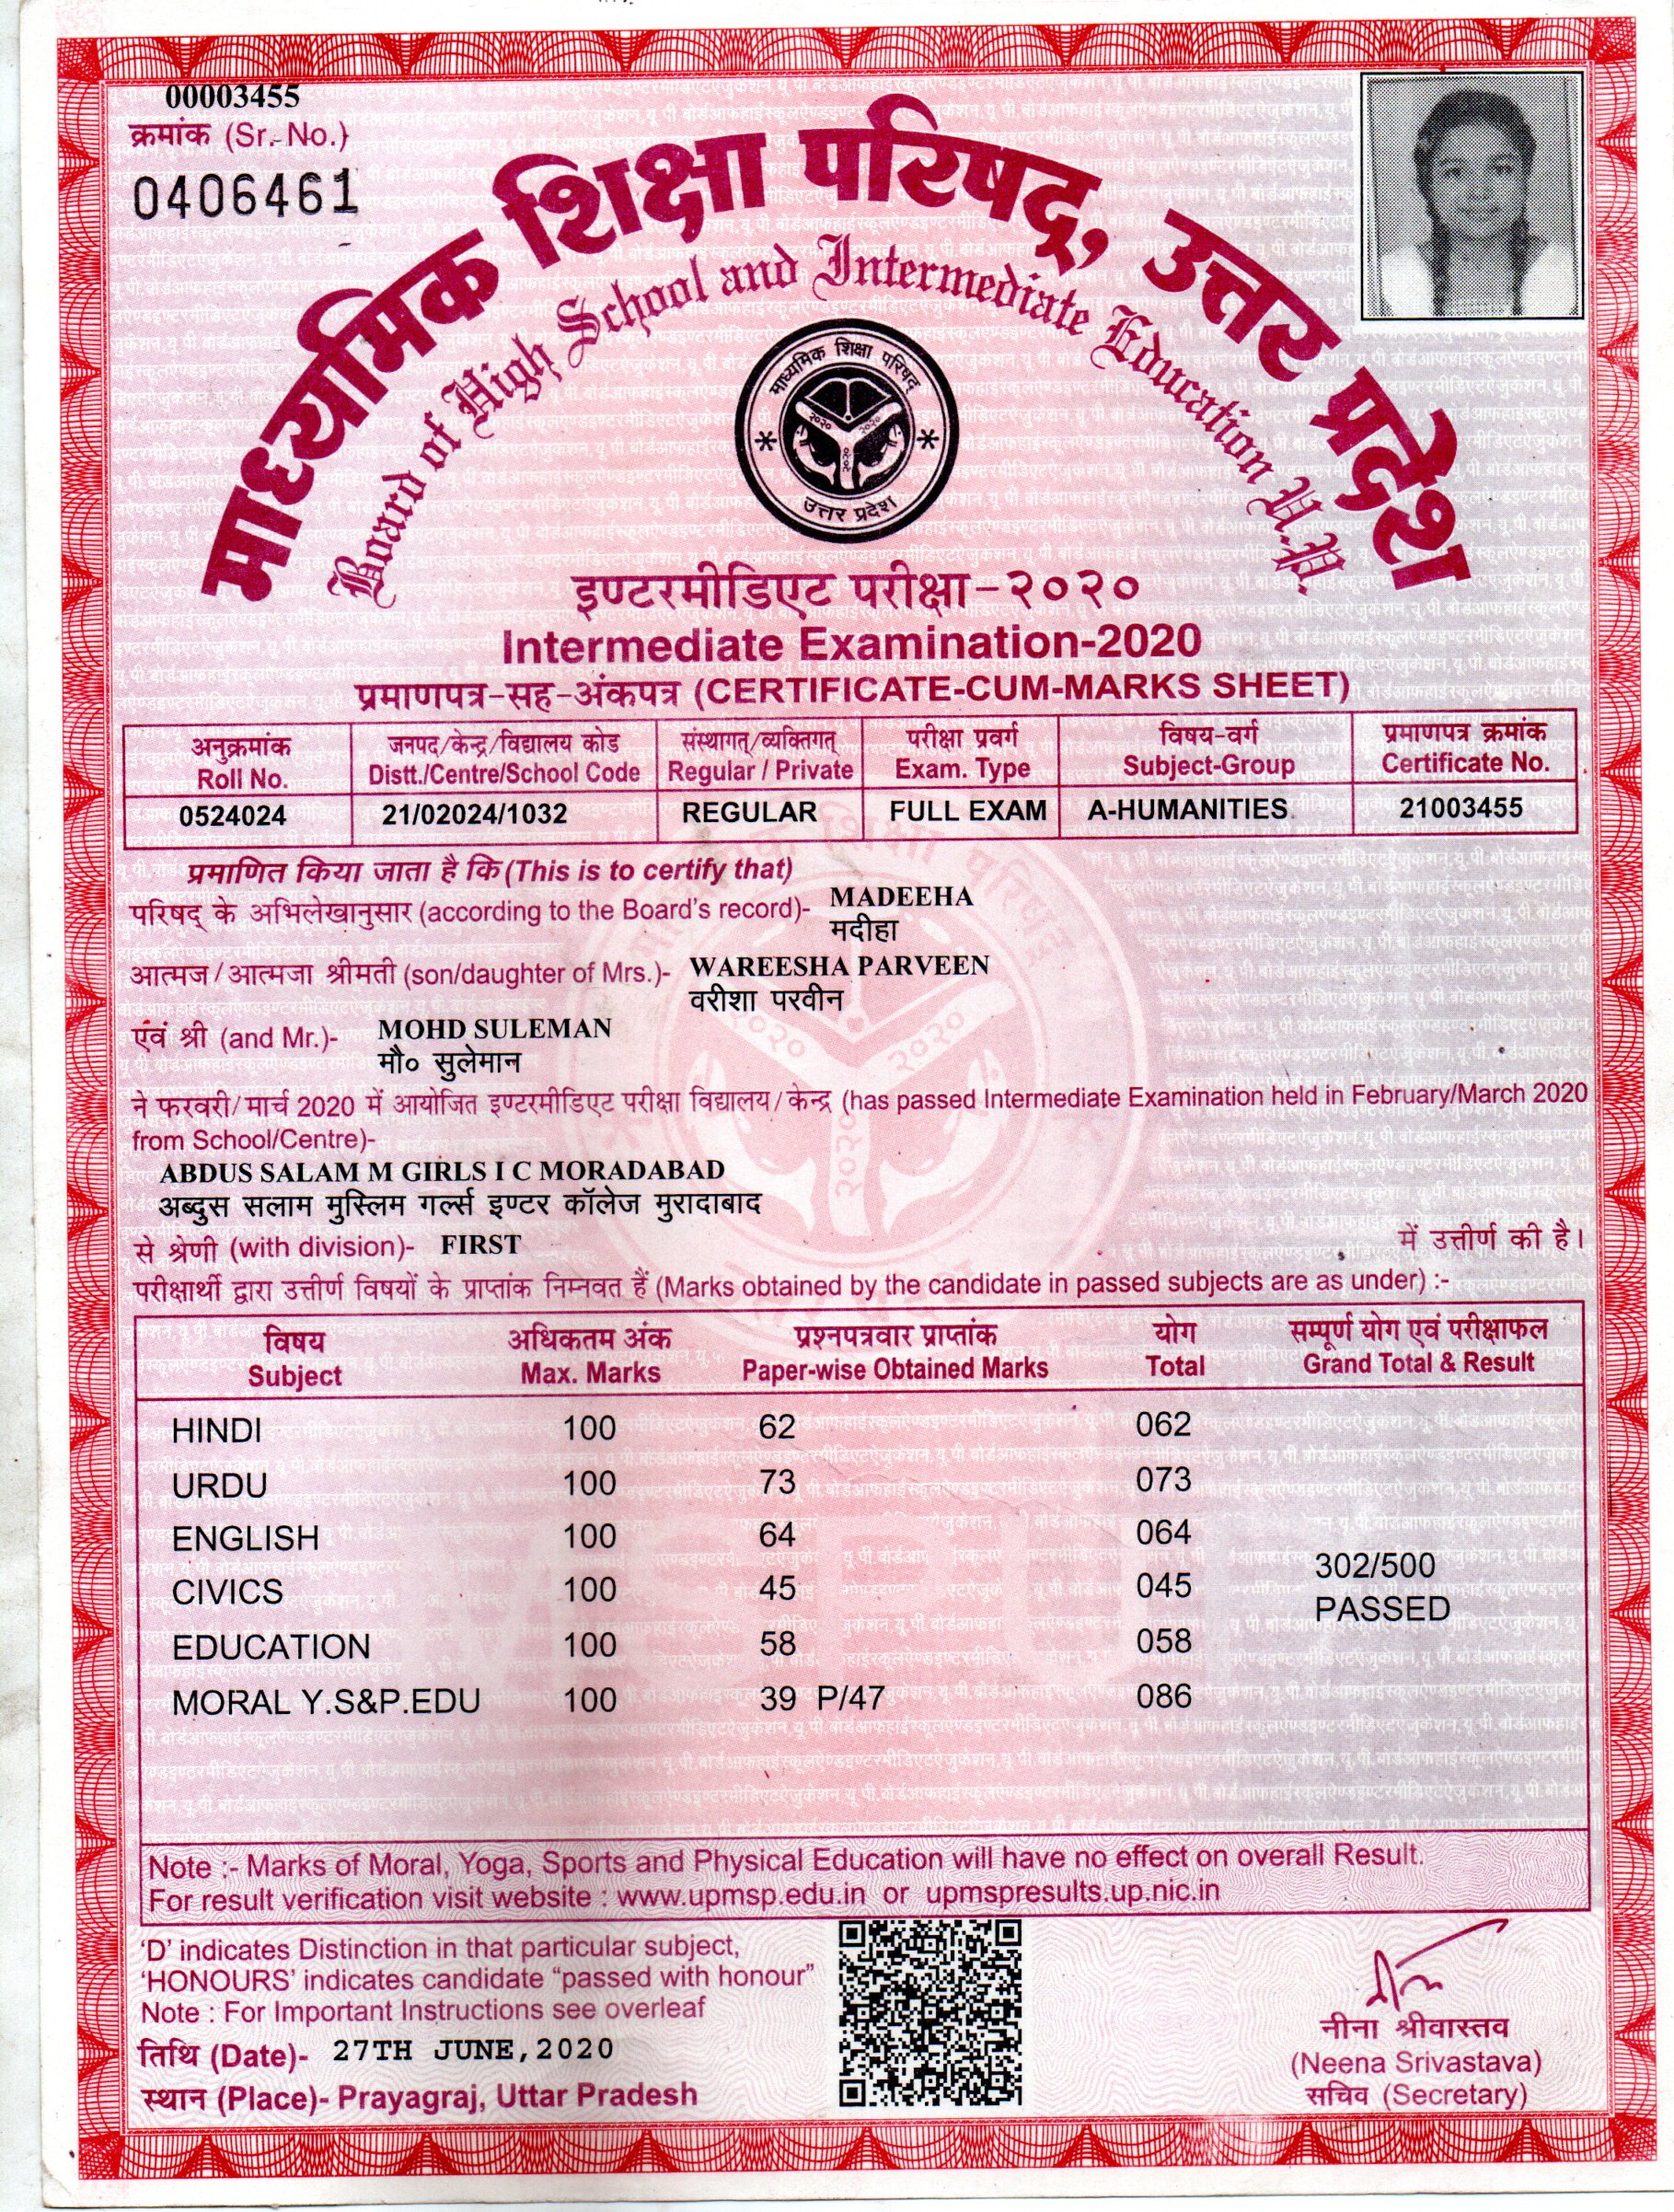 00003455
क्रमांक (Sr. No.)
0406461
माध्यमिक शिक्षा परिषद्, उत्तर प्रदेश
Board of High School and Intermediate Education U.P.
माध्यमिक शिक्षा परिषद
२०२० २०२०
२०२०
उत्तर प्रदेश
इण्टरमीडिएट परीक्षा-२०२०
Intermediate Examination-2020
प्रमाणपत्र-सह-अंकपत्र (CERTIFICATE-CUM-MARKS SHEET)
अनुक्रमांक जनपद/केन्द्र/विद्यालय कोड संस्थागत्/व्यक्तिगत् परीक्षा प्रवर्ग विषय-वर्ग प्रमाणपत्र क्रमांक
Roll No. Distt./Centre/School Code Regular / Private Exam. Type Subject-Group Certificate No.
0524024 21/02024/1032 REGULAR FULL EXAM A-HUMANITIES 21003455
प्रमाणित किया जाता है कि (This is to certify that)
परिषद् के अभिलेखानुसार (according to the Board's record)- MADEEHA
मदीहा
आत्मज/आत्मजा श्रीमती (son/daughter of Mrs.)- WAREESHA PARVEEN
वरीशा परवीन
एवं श्री (and Mr.)- MOHD SULEMAN
मौ० सुलेमान
ने फरवरी/मार्च 2020 में आयोजित इण्टरमीडिएट परीक्षा विद्यालय/केन्द्र (has passed Intermediate Examination held in February/March 2020
from School/Centre)-
ABDUS SALAM M GIRLS I C MORADABAD
अब्दुस सलाम मुस्लिम गर्ल्स इण्टर कॉलेज मुरादाबाद
से श्रेणी (with division)- FIRST में उत्तीर्ण की है।
परीक्षार्थी द्वारा उत्तीर्ण विषयों के प्राप्तांक निम्नवत हैं (Marks obtained by the candidate in passed subjects are as under) :-
विषय अधिकतम अंक प्रश्नपत्रवार प्राप्तांक योग सम्पूर्ण योग एवं परीक्षाफल
Subject Max. Marks Paper-wise Obtained Marks Total Grand Total & Result
HINDI 100 62 062
URDU 100 73 073
ENGLISH 100 64 064
302/500
CIVICS 100 45 045
PASSED
EDUCATION 100 58 058
MORAL Y.S&P.EDU 100 39 P/47 086
Note :- Marks of Moral, Yoga, Sports and Physical Education will have no effect on overall Result.
For result verification visit website : www.upmsp.edu.in or upmspresults.up.nic.in
'D' indicates Distinction in that particular subject,
'HONOURS' indicates candidate "passed with honour"
Note : For Important Instructions see overleaf
तिथि (Date)- 27TH JUNE,2020
स्थान (Place)- Prayagraj, Uttar Pradesh
नीना श्रीवास्तव
(Neena Srivastava)
सचिव (Secretary)